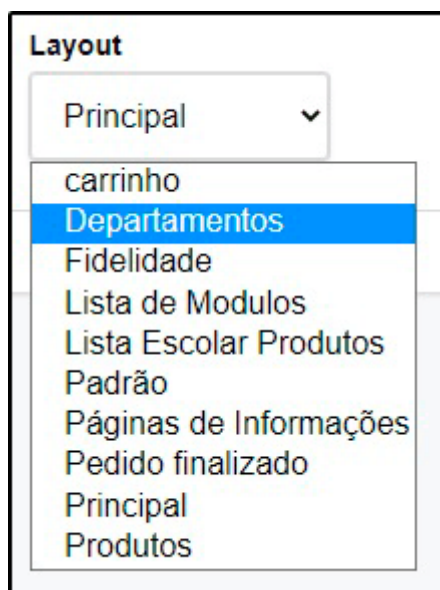 Layout
Principal
carrinho
Departamentos
Fidelidade
Lista de Modulos
Lista Escolar Produtos
Padrão
Páginas de Informações
Pedido finalizado
Principal
Produtos